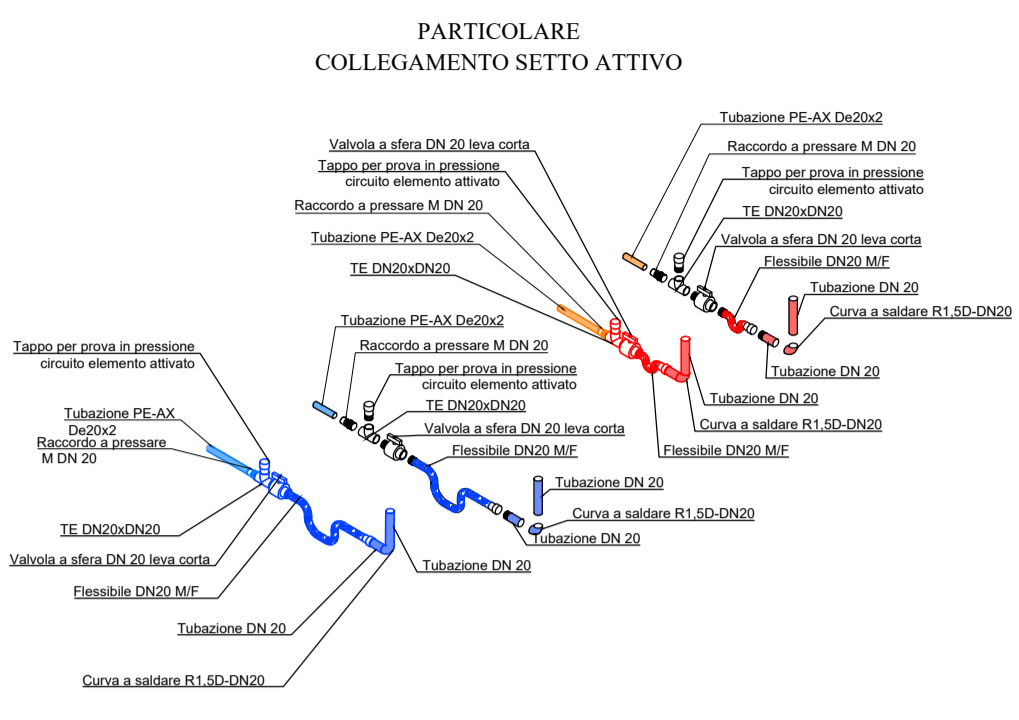 PARTICOLARE
COLLEGAMENTO SETTO ATTIVO
Tubazione PE-AX De20x2
Raccordo a pressare M DN 20
Tappo per prova in pressione
circuito elemento attivato
TE DN20xDN20
Valvola a sfera DN 20 leva corta
Flessibile DN20 M/F
Tubazione DN 20
Curva a saldare R1,5D-DN20
Tubazione DN 20
Valvola a sfera DN 20 leva corta
Tappo per prova in pressione
circuito elemento attivato
Raccordo a pressare M DN 20
Tubazione PE-AX De20x2
TE DN20xDN20
Tubazione DN 20
Curva a saldare R1,5D-DN20
Flessibile DN20 M/F
Tubazione PE-AX De20x2
Raccordo a pressare M DN 20
Tappo per prova in pressione
circuito elemento attivato
TE DN20xDN20
Valvola a sfera DN 20 leva corta
Flessibile DN20 M/F
Tubazione DN 20
Curva a saldare R1,5D-DN20
Tubazione DN 20
Tappo per prova in pressione
circuito elemento attivato
Tubazione PE-AX
De20x2
Raccordo a pressare
M DN 20
TE DN20xDN20
Valvola a sfera DN 20 leva corta
Flessibile DN20 M/F
Tubazione DN 20
Tubazione DN 20
Curva a saldare R1,5D-DN20